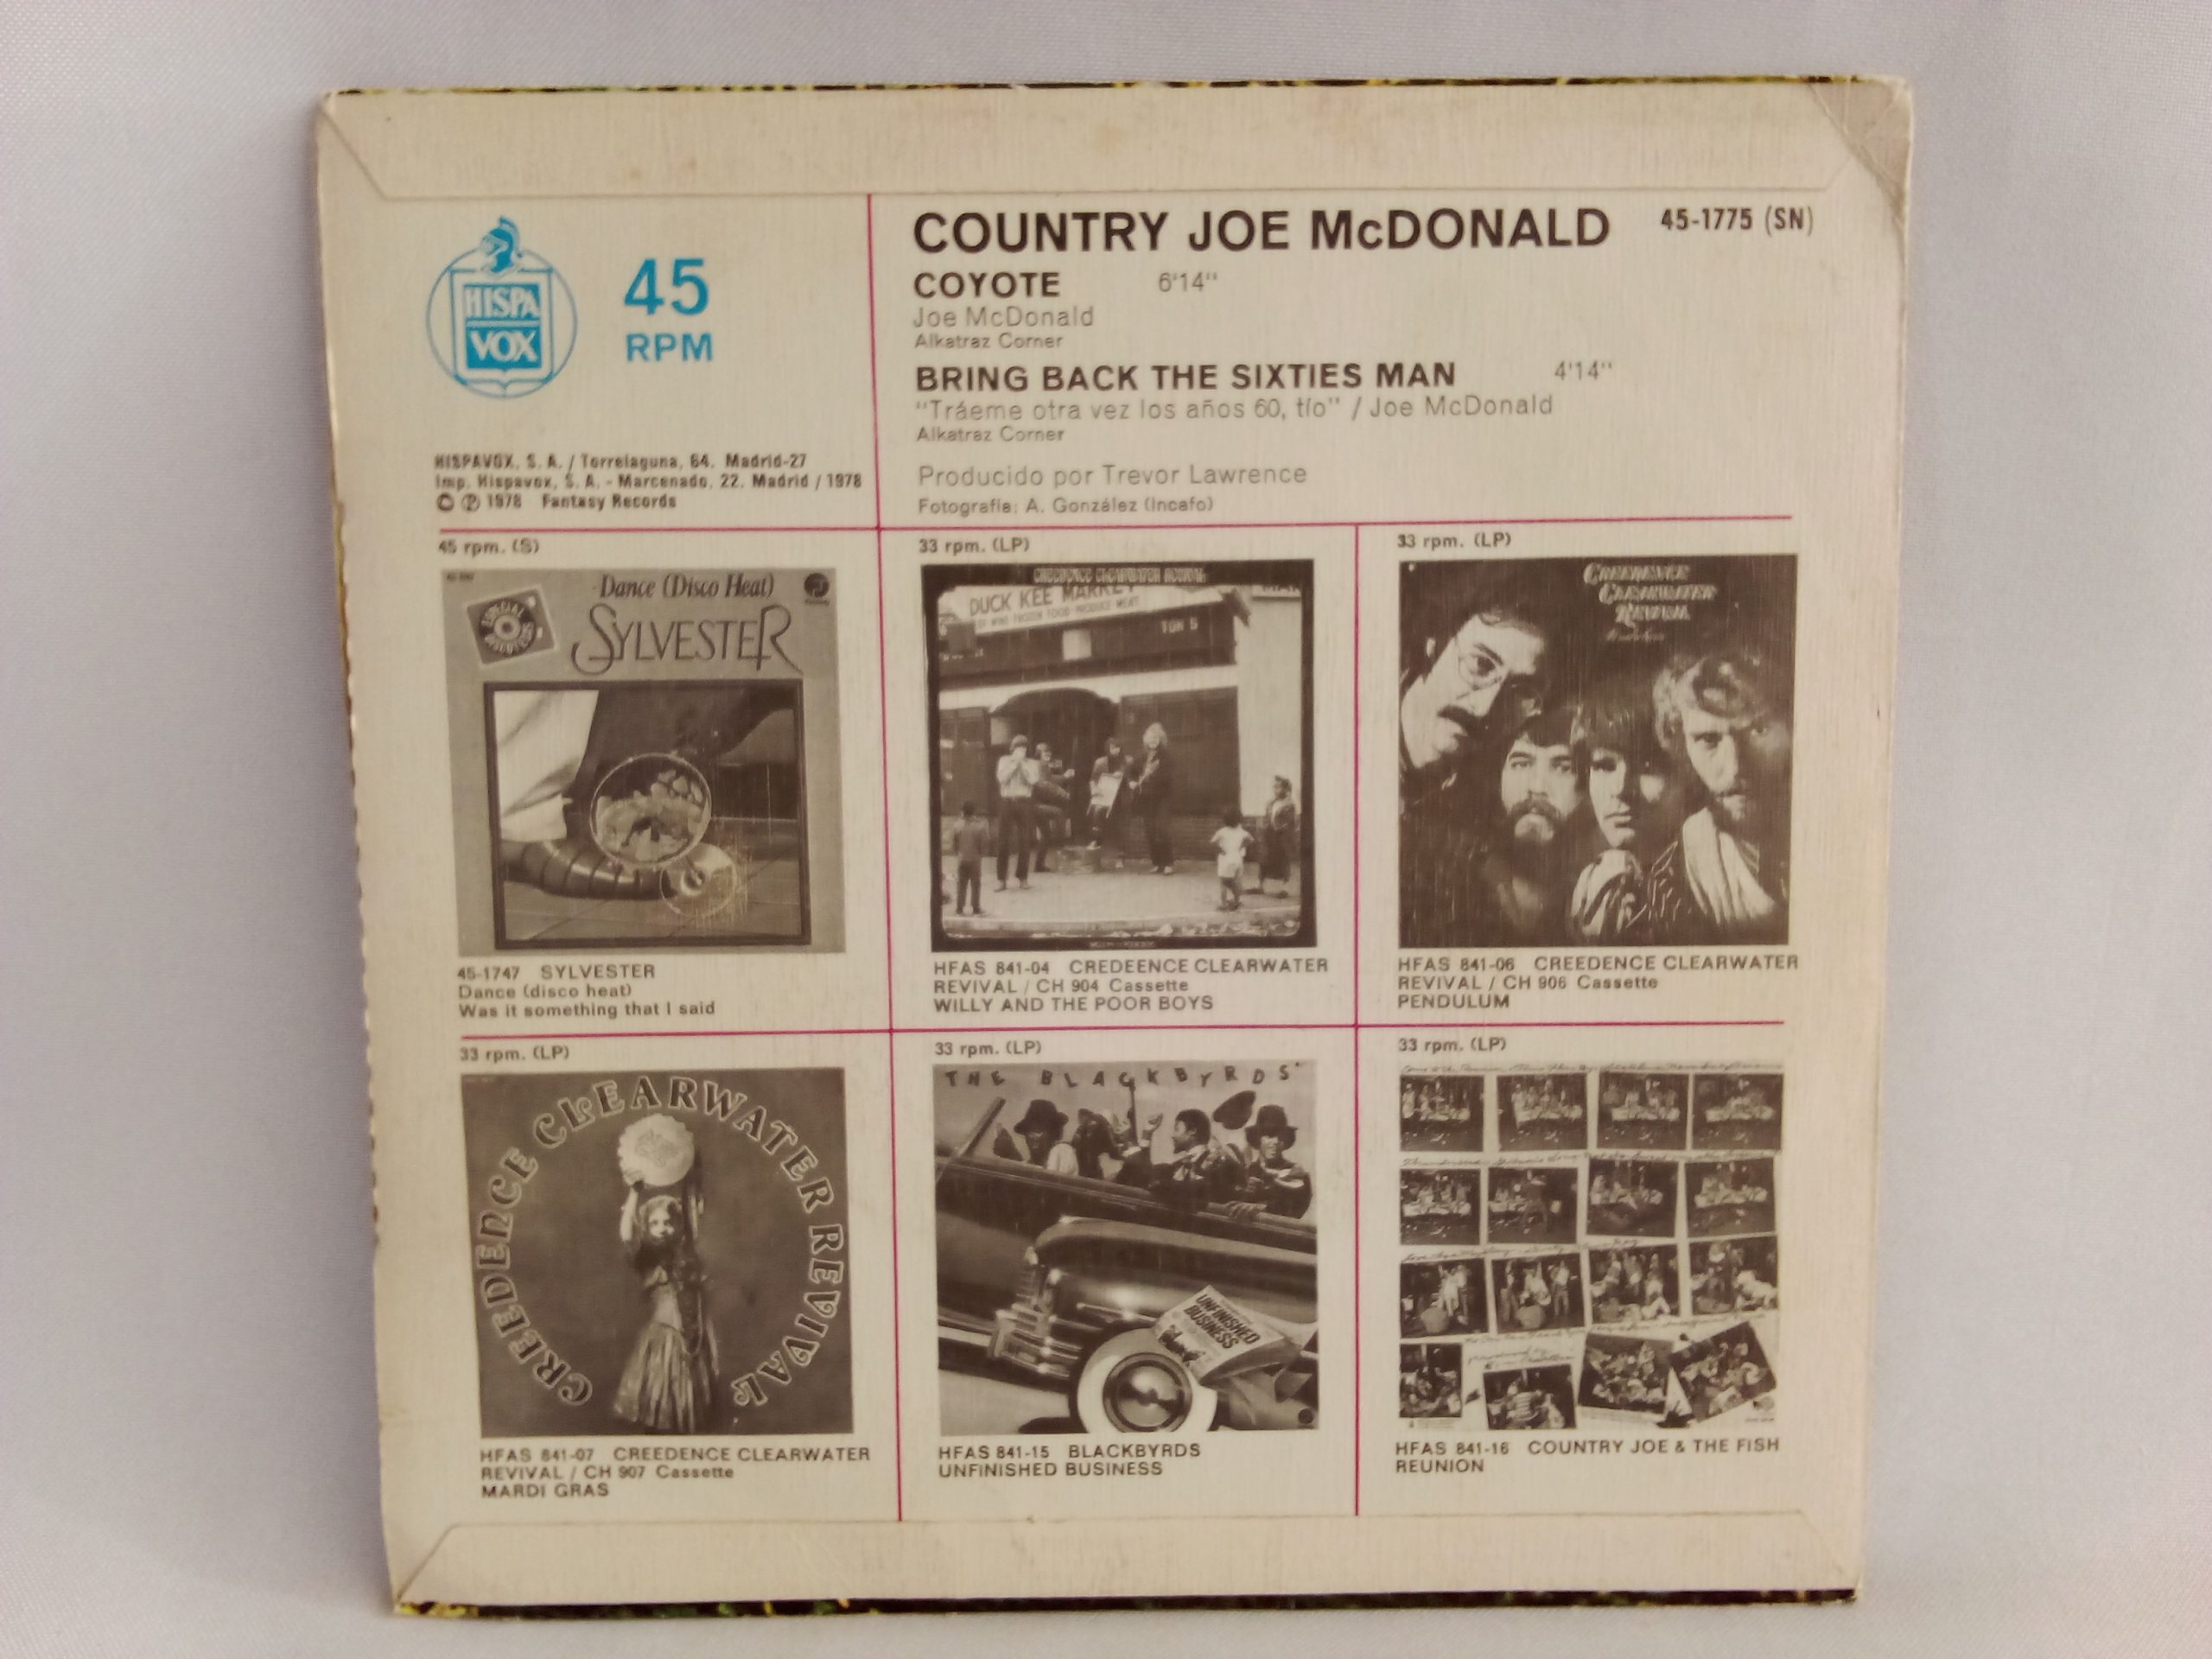 HISPA
VOX
45
RPM
HISPAVOX, S. A. / Torrelaguna, 64. Madrid-27
Imp. Hispavox, S. A. - Marcenado, 22. Madrid / 1978
© ℗ 1978 Fantasy Records
COUNTRY JOE McDONALD 45-1775 (SN)
COYOTE 6'14"
Joe McDonald
Alkatraz Corner
BRING BACK THE SIXTIES MAN 4'14"
"Tráeme otra vez los años 60, tío" / Joe McDonald
Alkatraz Corner
Producido por Trevor Lawrence
Fotografía: A. González (Incafo)
45 rpm. (S)
Dance (Disco Heat)
SYLVESTER
45-1747 SYLVESTER
Dance (disco heat)
Was it something that I said
33 rpm. (LP)
CREEDENCE CLEARWATER REVIVAL
DUCK KEE MARKET
HFAS 841-04 CREDEENCE CLEARWATER
REVIVAL / CH 904 Cassette
WILLY AND THE POOR BOYS
33 rpm. (LP)
CREEDENCE
CLEARWATER
REVIVAL
HFAS 841-06 CREEDENCE CLEARWATER
REVIVAL / CH 906 Cassette
PENDULUM
33 rpm. (LP)
CREEDENCE CLEARWATER REVIVAL
HFAS 841-07 CREEDENCE CLEARWATER
REVIVAL / CH 907 Cassette
MARDI GRAS
33 rpm. (LP)
THE BLACKBYRDS
UNFINISHED
BUSINESS
HFAS 841-15 BLACKBYRDS
UNFINISHED BUSINESS
33 rpm. (LP)
HFAS 841-16 COUNTRY JOE & THE FISH
REUNION